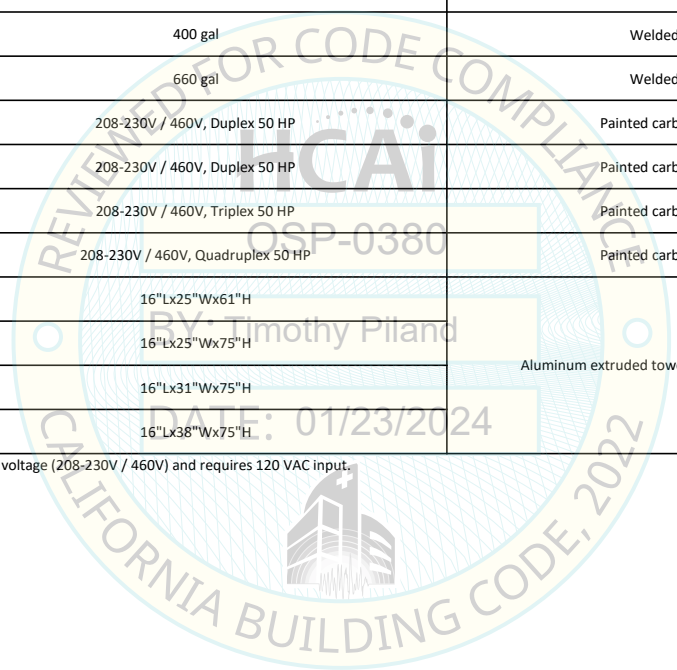 400 gal
Welded
660 gal
Welded
208-230V / 460V, Duplex 50 HP
Painted carb
208-230V / 460V, Duplex 50 HP
Painted carb
208-230V / 460V, Triplex 50 HP
Painted carb
208-230V / 460V, Quadruplex 50 HP
Painted carb
16"Lx25"Wx61"H
16"Lx25"Wx75"H
Aluminum extruded towe
16"Lx31"Wx75"H
16"Lx38"Wx75"H
voltage (208-230V / 460V) and requires 120 VAC input.
REVIEWED FOR CODE COMPLIANCE
HCAi
OSP-0380
BY: Timothy Piland
DATE: 01/23/2024
CALIFORNIA BUILDING CODE, 2022